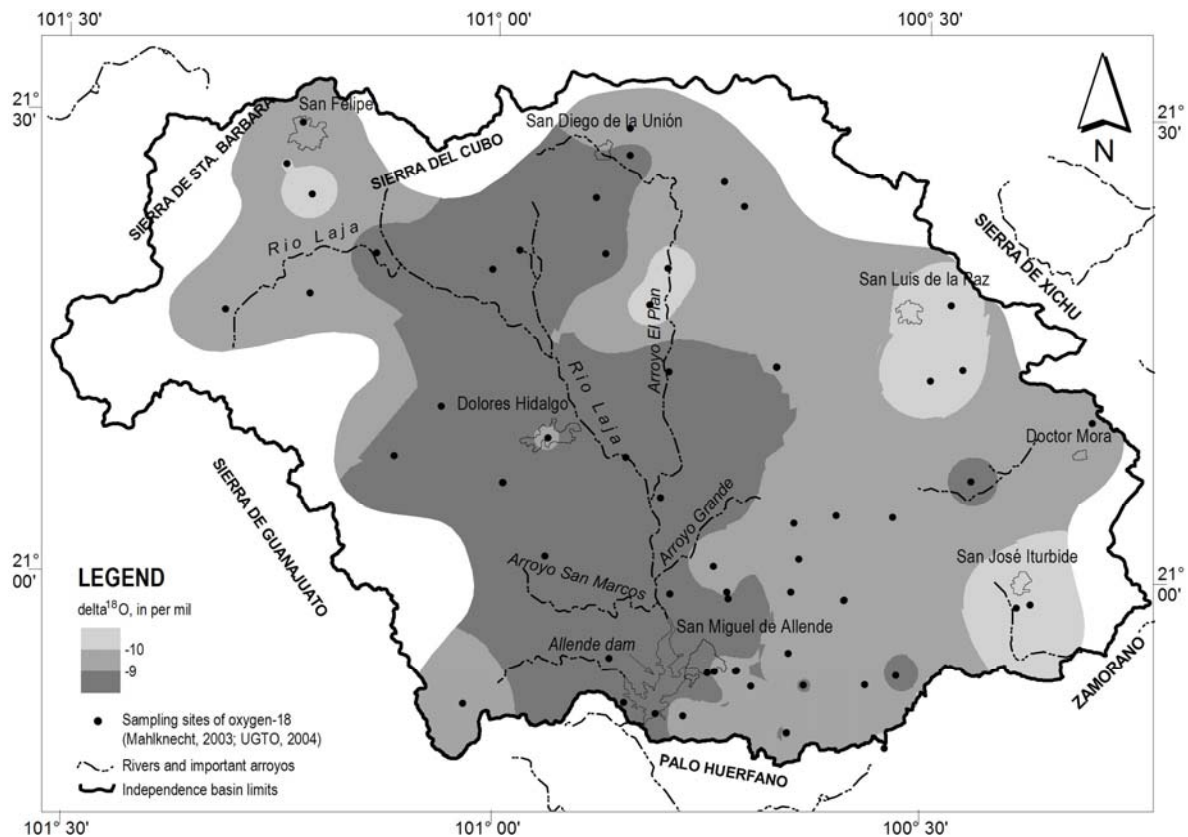 101° 30'
101° 00'
100° 30'
21°
30'
21°
30'
San Felipe
San Diego de la Unión
SIERRA DE STA. BARBARA
SIERRA DEL CUBO
N
SIERRA DE XICHU
Rio Laja
San Luis de la Paz
Arroyo El Plan
Rio Laja
Dolores Hidalgo
Doctor Mora
SIERRA DE GUANAJUATO
Arroyo Grande
San José Iturbide
21°
00'
21°
00'
Arroyo San Marcos
San Miguel de Allende
Allende dam
ZAMORANO
PALO HUERFANO
LEGEND
delta18O, in per mil
-10
-9
Sampling sites of oxygen-18
(Mahlknecht, 2003; UGTO, 2004)
Rivers and important arroyos
Independence basin limits
101° 30'
101° 00'
100° 30'